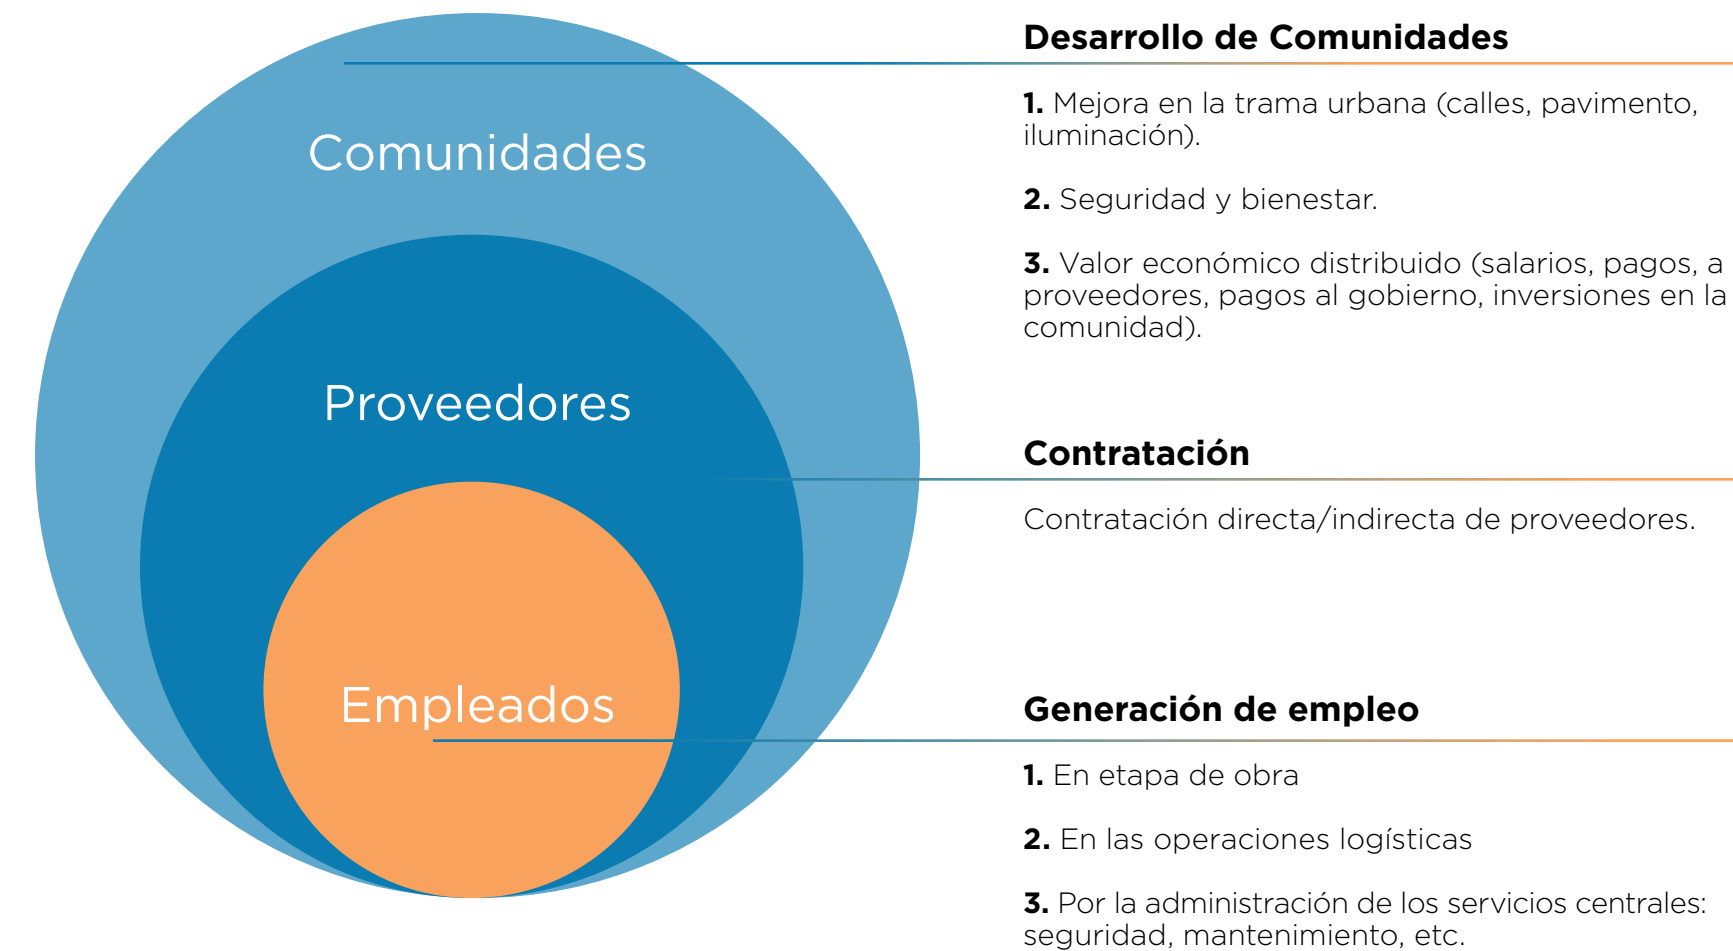 Comunidades
Proveedores
Empleados
Desarrollo de Comunidades
1. Mejora en la trama urbana (calles, pavimento,
iluminación).
2. Seguridad y bienestar.
3. Valor económico distribuido (salarios, pagos, a
proveedores, pagos al gobierno, inversiones en la
comunidad).
Contratación
Contratación directa/indirecta de proveedores.
Generación de empleo
1. En etapa de obra
2. En las operaciones logísticas
3. Por la administración de los servicios centrales:
seguridad, mantenimiento, etc.